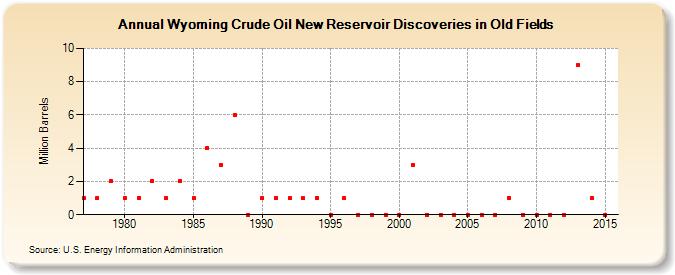 Annual Wyoming Crude Oil New Reservoir Discoveries in Old Fields
Million Barrels
10
8
6
4
2
0
1980 1985 1990 1995 2000 2005 2010 2015
Source: U.S. Energy Information Administration